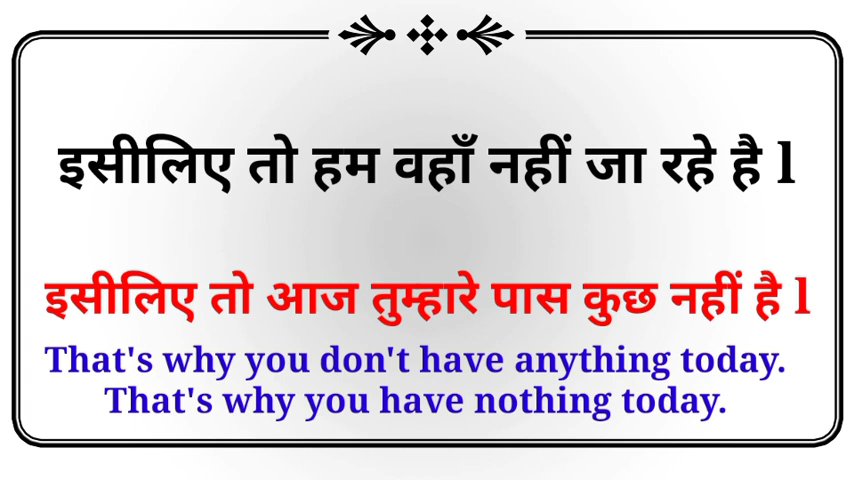 इसीलिए तो हम वहाँ नहीं जा रहे है l
इसीलिए तो आज तुम्हारे पास कुछ नहीं है l
That's why you don't have anything today.
That's why you have nothing today.